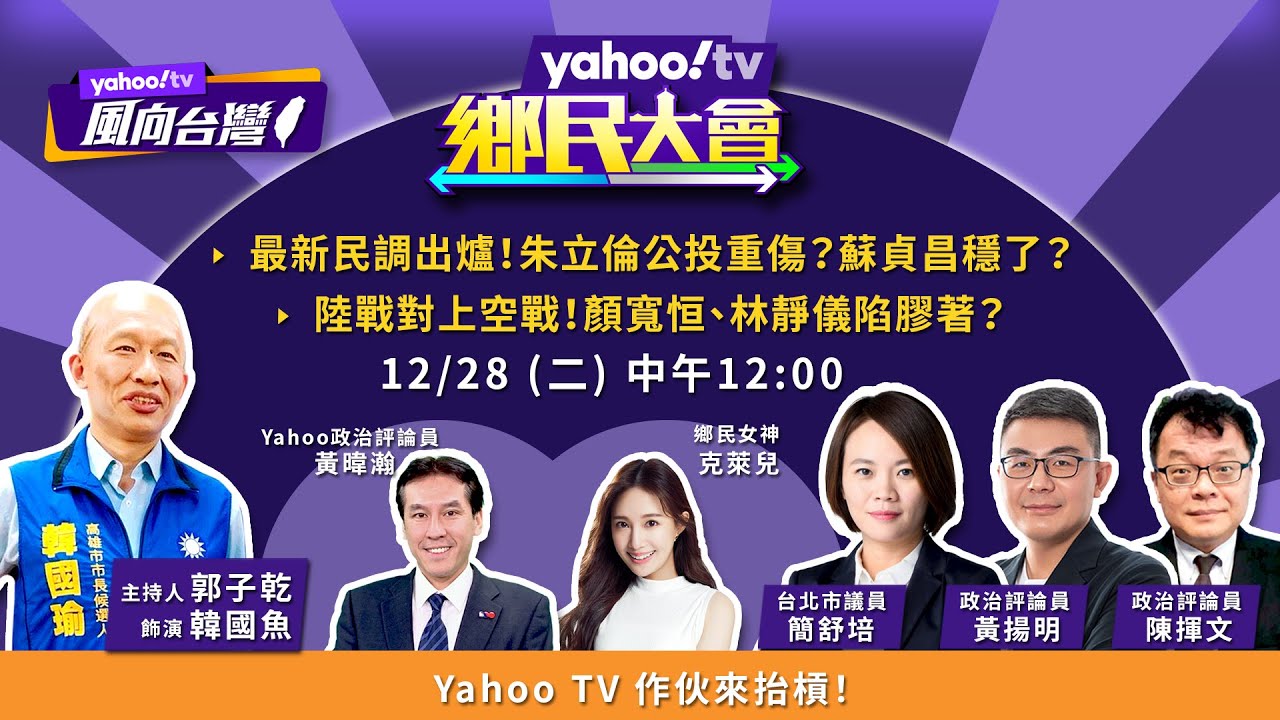 yahoo!tv
風向台灣
yahoo!tv
鄉民大會
最新民調出爐！朱立倫公投重傷？蘇貞昌穩了？
陸戰對上空戰！顏寬恒、林靜儀陷膠著？
12/28 (二) 中午12:00
Yahoo政治評論員
黃暐瀚
鄉民女神
克萊兒
高雄市市長候選人
韓國瑜
主持人 郭子乾
飾演 韓國魚
台北市議員
簡舒培
政治評論員
黃揚明
政治評論員
陳揮文
Yahoo TV 作伙來抬槓！